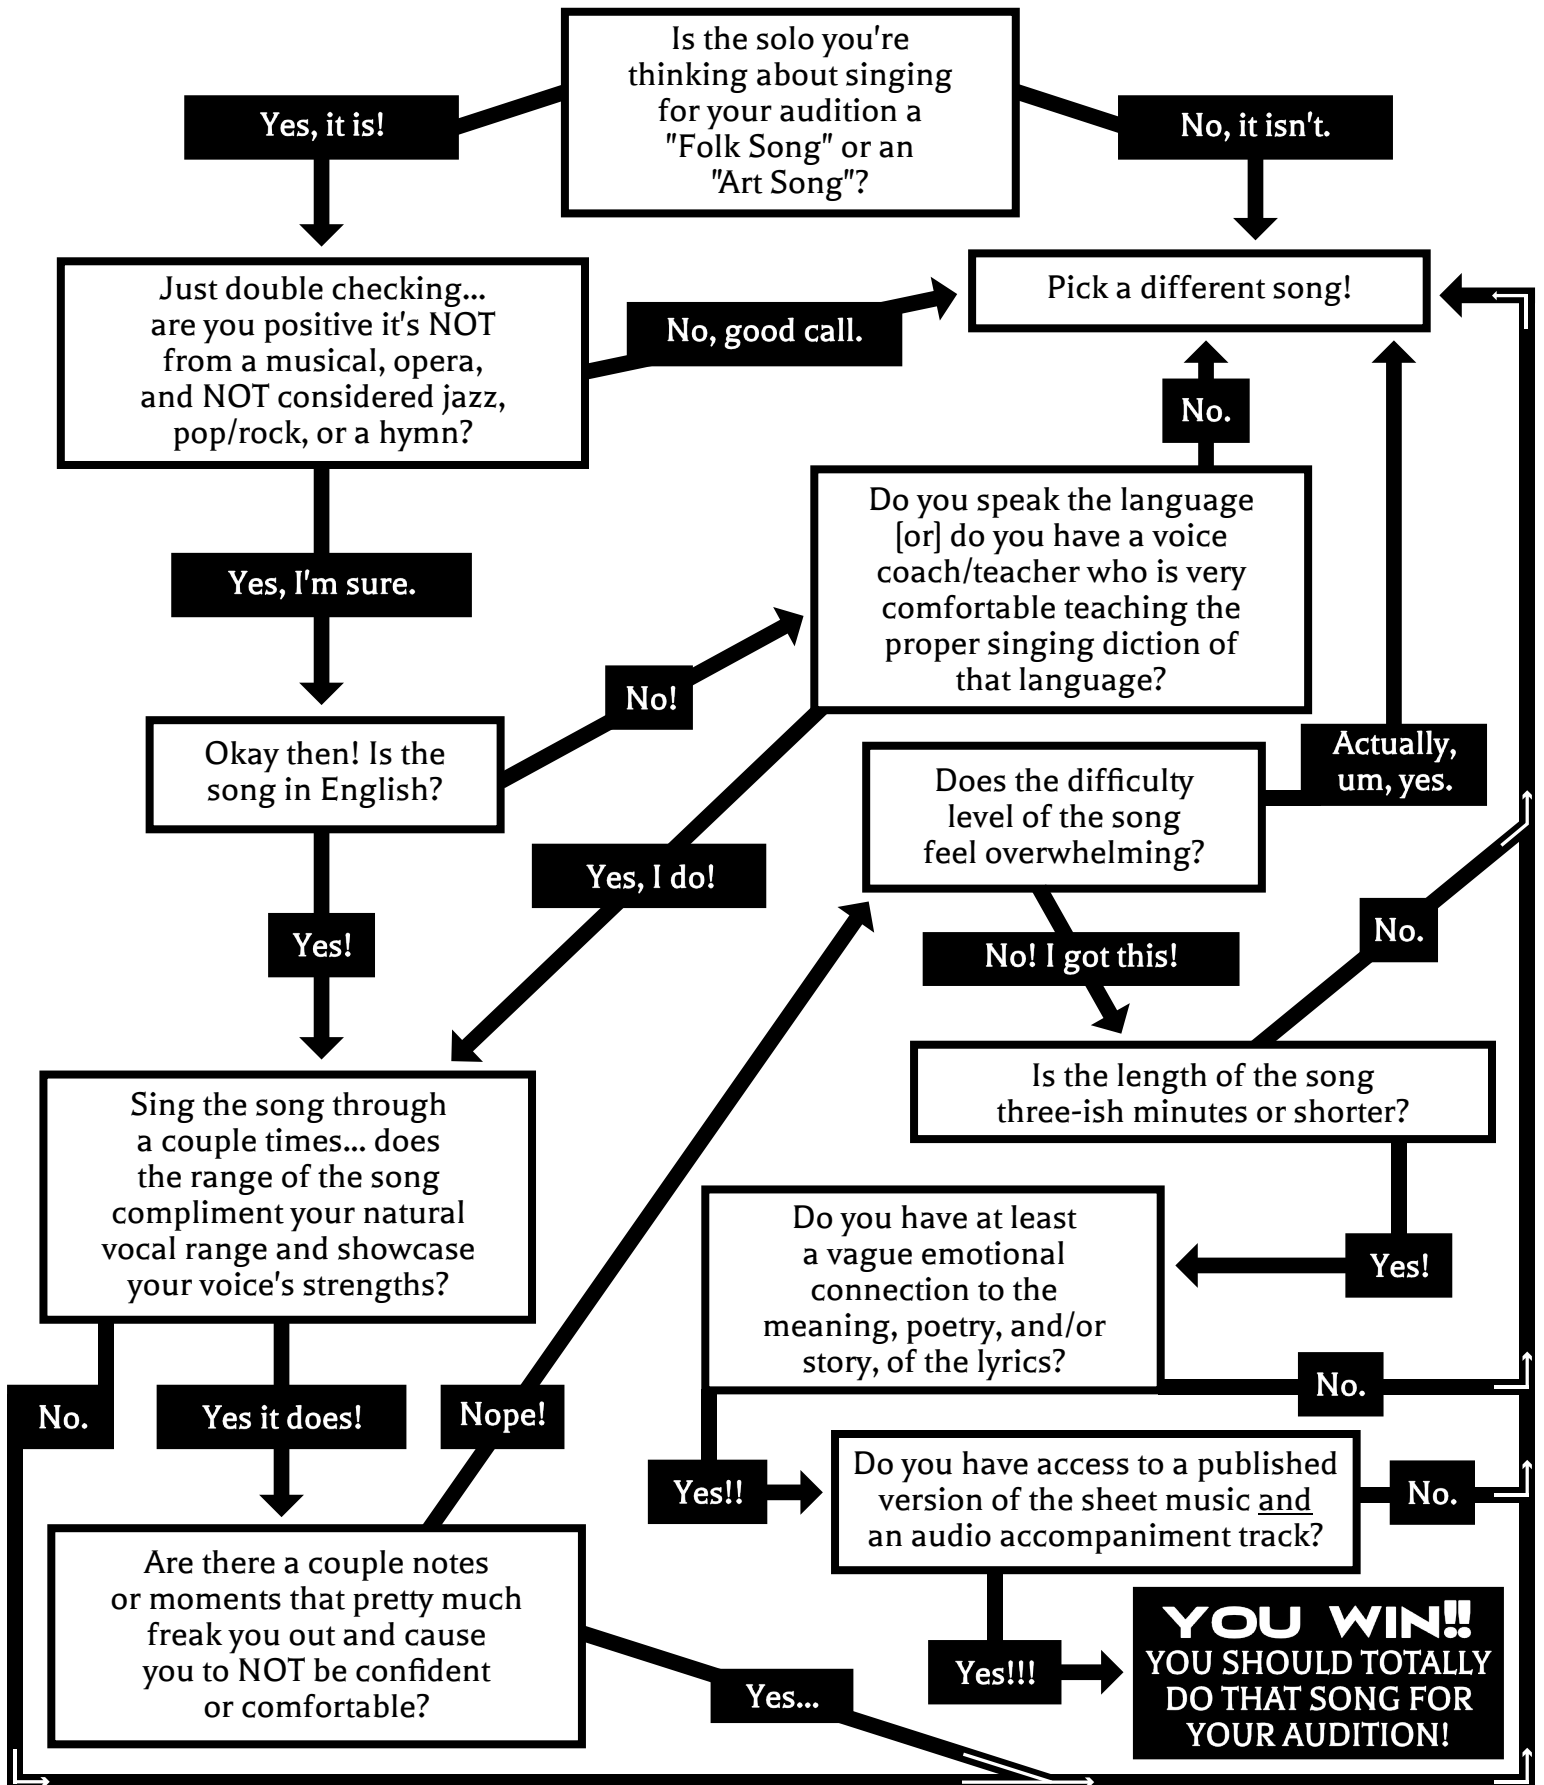 Is the solo you're
thinking about singing
for your audition a
"Folk Song" or an
"Art Song"?
Yes, it is!
No, it isn't.
Just double checking...
are you positive it's NOT
from a musical, opera,
and NOT considered jazz,
pop/rock, or a hymn?
No, good call.
Pick a different song!
No.
Yes, I'm sure.
Do you speak the language
[or] do you have a voice
coach/teacher who is very
comfortable teaching the
proper singing diction of
that language?
No!
Okay then! Is the
song in English?
Actually,
um, yes.
Does the difficulty
level of the song
feel overwhelming?
Yes, I do!
Yes!
No! I got this!
No.
Is the length of the song
three-ish minutes or shorter?
Sing the song through
a couple times... does
the range of the song
compliment your natural
vocal range and showcase
your voice's strengths?
Yes!
Do you have at least
a vague emotional
connection to the
meaning, poetry, and/or
story, of the lyrics?
No.
No.
Yes it does!
Nope!
Yes!!
Do you have access to a published
version of the sheet music and
an audio accompaniment track?
No.
Are there a couple notes
or moments that pretty much
freak you out and cause
you to NOT be confident
or comfortable?
Yes...
Yes!!!
YOU WIN!!
YOU SHOULD TOTALLY
DO THAT SONG FOR
YOUR AUDITION!